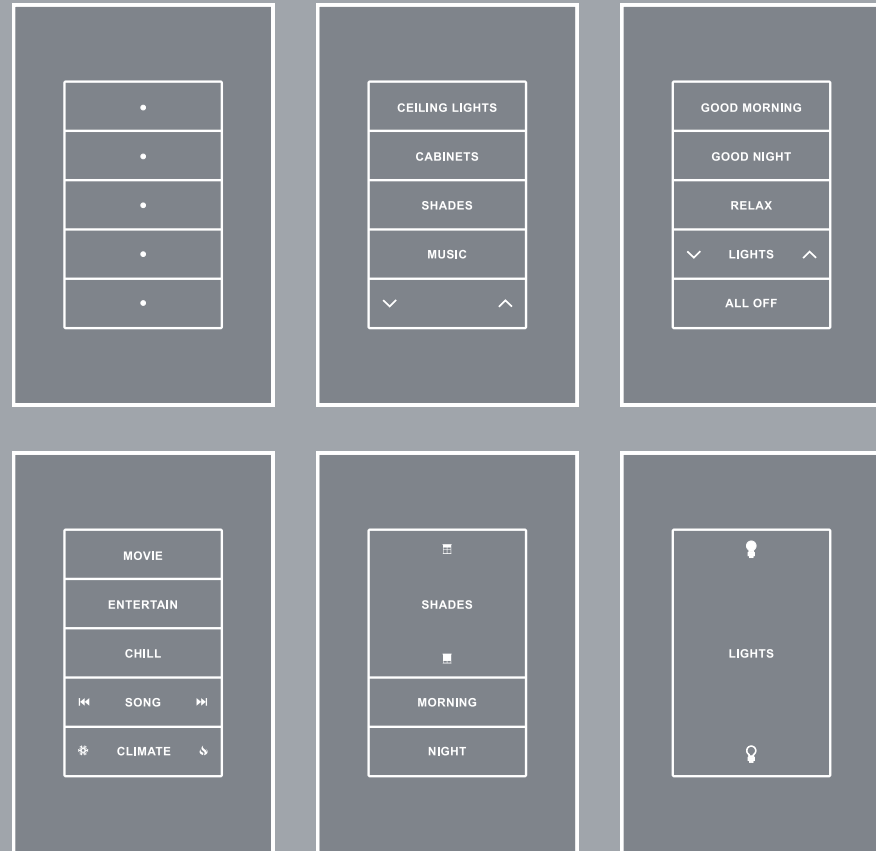 CEILING LIGHTS
CABINETS
SHADES
MUSIC
GOOD MORNING
GOOD NIGHT
RELAX
LIGHTS
ALL OFF
MOVIE
ENTERTAIN
CHILL
SONG
CLIMATE
SHADES
MORNING
NIGHT
LIGHTS